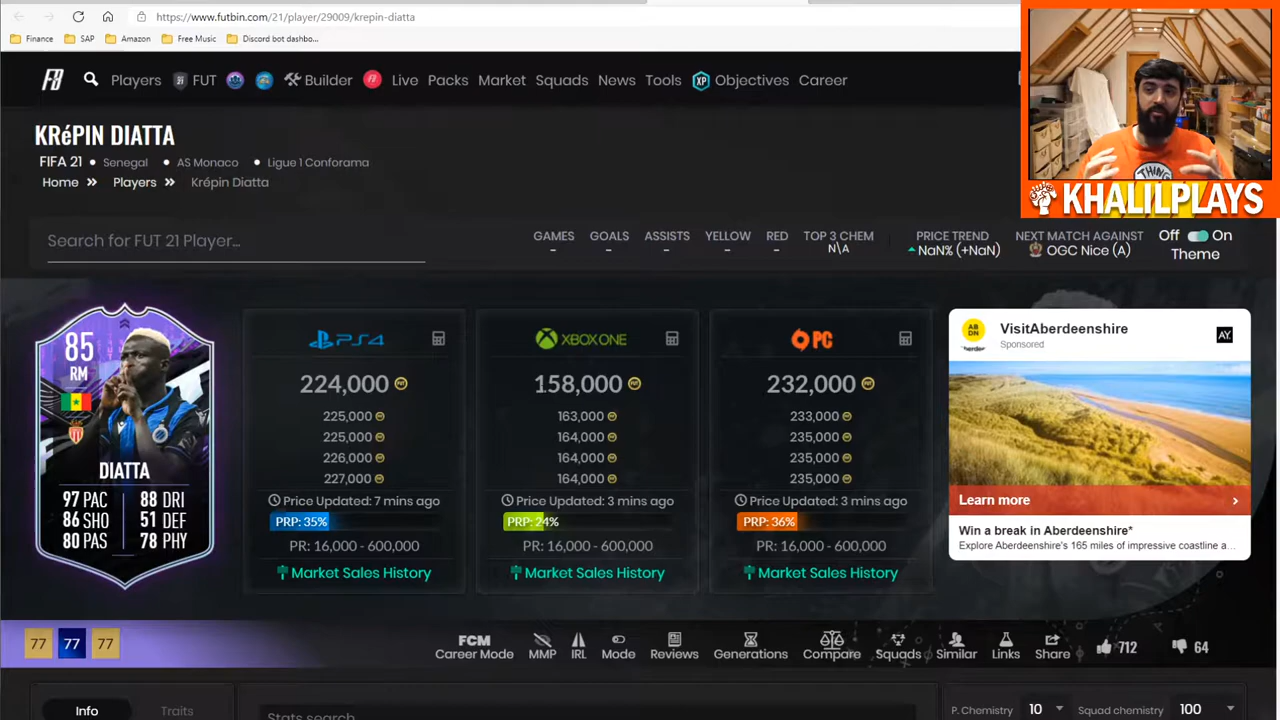 https://www.futbin.com/21/player/29009/krepin-diatta
Finance
SAP
Amazon
Free Music
Discord bot dashbo...
Players
FUT
Builder
Live
Packs
Market
Squads
News
Tools
XP
Objectives
Career
KRéPIN DIATTA
FIFA 21 • Senegal • AS Monaco • Ligue 1 Conforama
Home » Players » Krépin Diatta
THING
KHALILPLAYS
Search for FUT 21 Player...
GAMES
-
GOALS
-
ASSISTS
-
YELLOW
-
RED
-
TOP 3 CHEM
N\A
PRICE TREND
NaN% (+NaN)
NEXT MATCH AGAINST
OGC Nice (A)
Off On
Theme
85
RM
DIATTA
97 PAC 88 DRI
86 SHO 51 DEF
80 PAS 78 PHY
PS4
224,000
225,000
225,000
226,000
227,000
Price Updated: 7 mins ago
PRP: 35%
PR: 16,000 - 600,000
Market Sales History
XBOX ONE
158,000
163,000
164,000
164,000
164,000
Price Updated: 3 mins ago
PRP: 24%
PR: 16,000 - 600,000
Market Sales History
PC
232,000
233,000
235,000
235,000
235,000
Price Updated: 3 mins ago
PRP: 36%
PR: 16,000 - 600,000
Market Sales History
AB
DN
VisitAberdeenshire
Sponsored
Learn more
Win a break in Aberdeenshire*
Explore Aberdeenshire's 165 miles of impressive coastline a...
77 77 77
FCM
Career Mode
MMP
IRL
Mode
Reviews
Generations
Compare
Squads
Similar
Links
Share
712
64
Info
Traits
Stats search
P. Chemistry 10
Squad chemistry 100